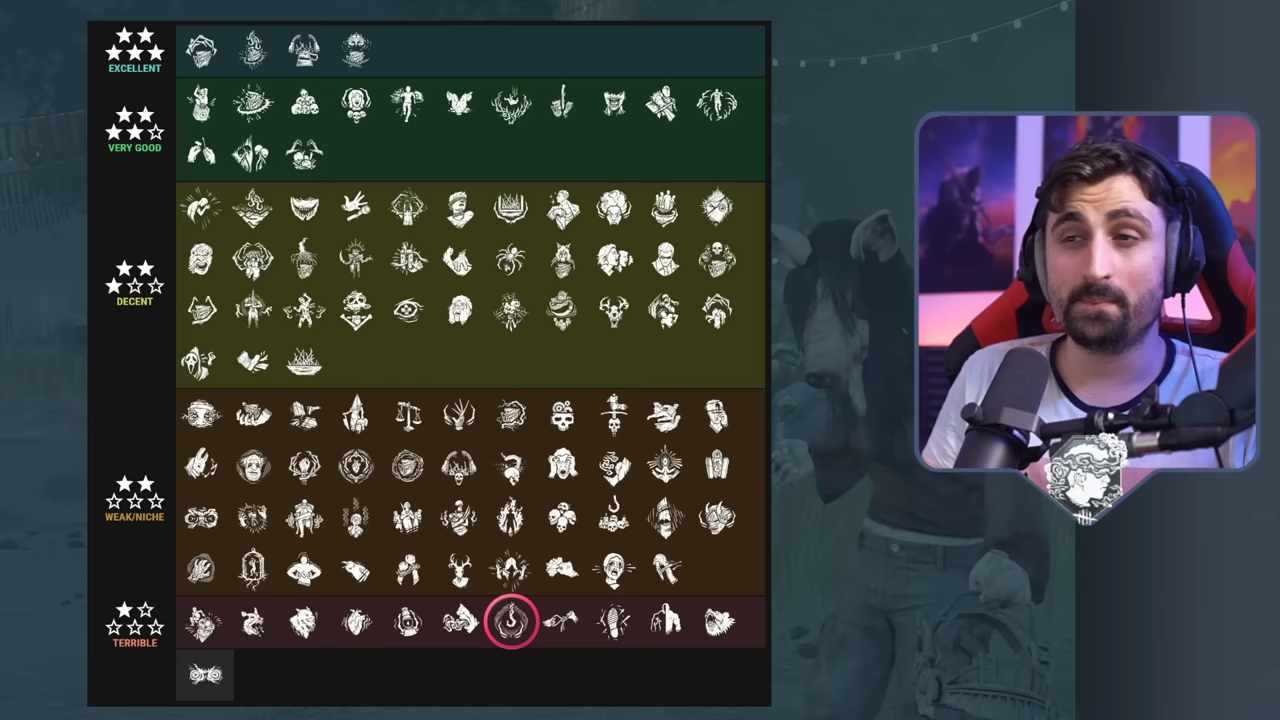 EXCELLENT
VERY GOOD
DECENT
WEAK/NICHE
TERRIBLE